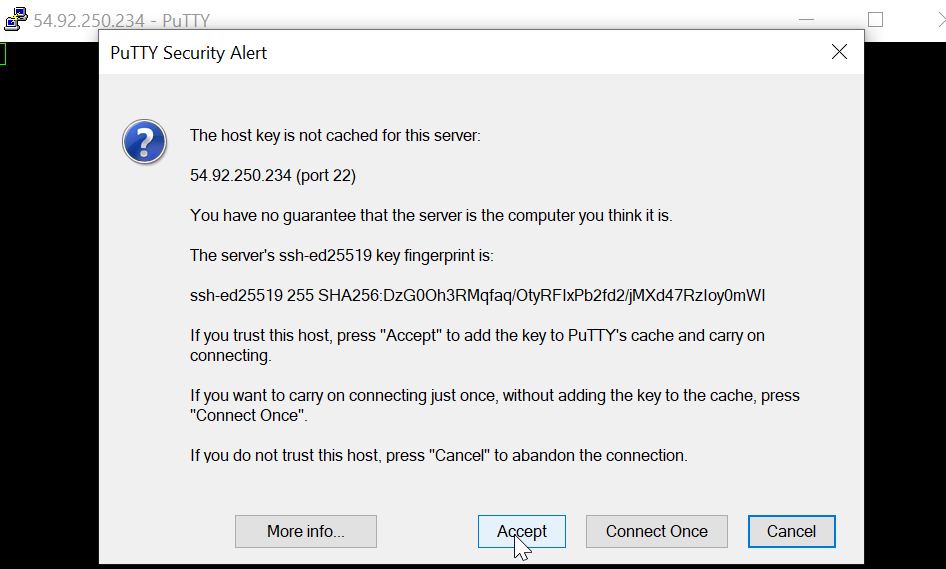 54.92.250.234 - PuTTY
PuTTY Security Alert
The host key is not cached for this server:
54.92.250.234 (port 22)
You have no guarantee that the server is the computer you think it is.
The server's ssh-ed25519 key fingerprint is:
ssh-ed25519 255 SHA256:DzG0Oh3RMqfaq/OtyRFIxPb2fd2/jMXd47RzIoy0mWI
If you trust this host, press "Accept" to add the key to PuTTY's cache and carry on
connecting.
If you want to carry on connecting just once, without adding the key to the cache, press
"Connect Once".
If you do not trust this host, press "Cancel" to abandon the connection.
More info... Accept Connect Once Cancel